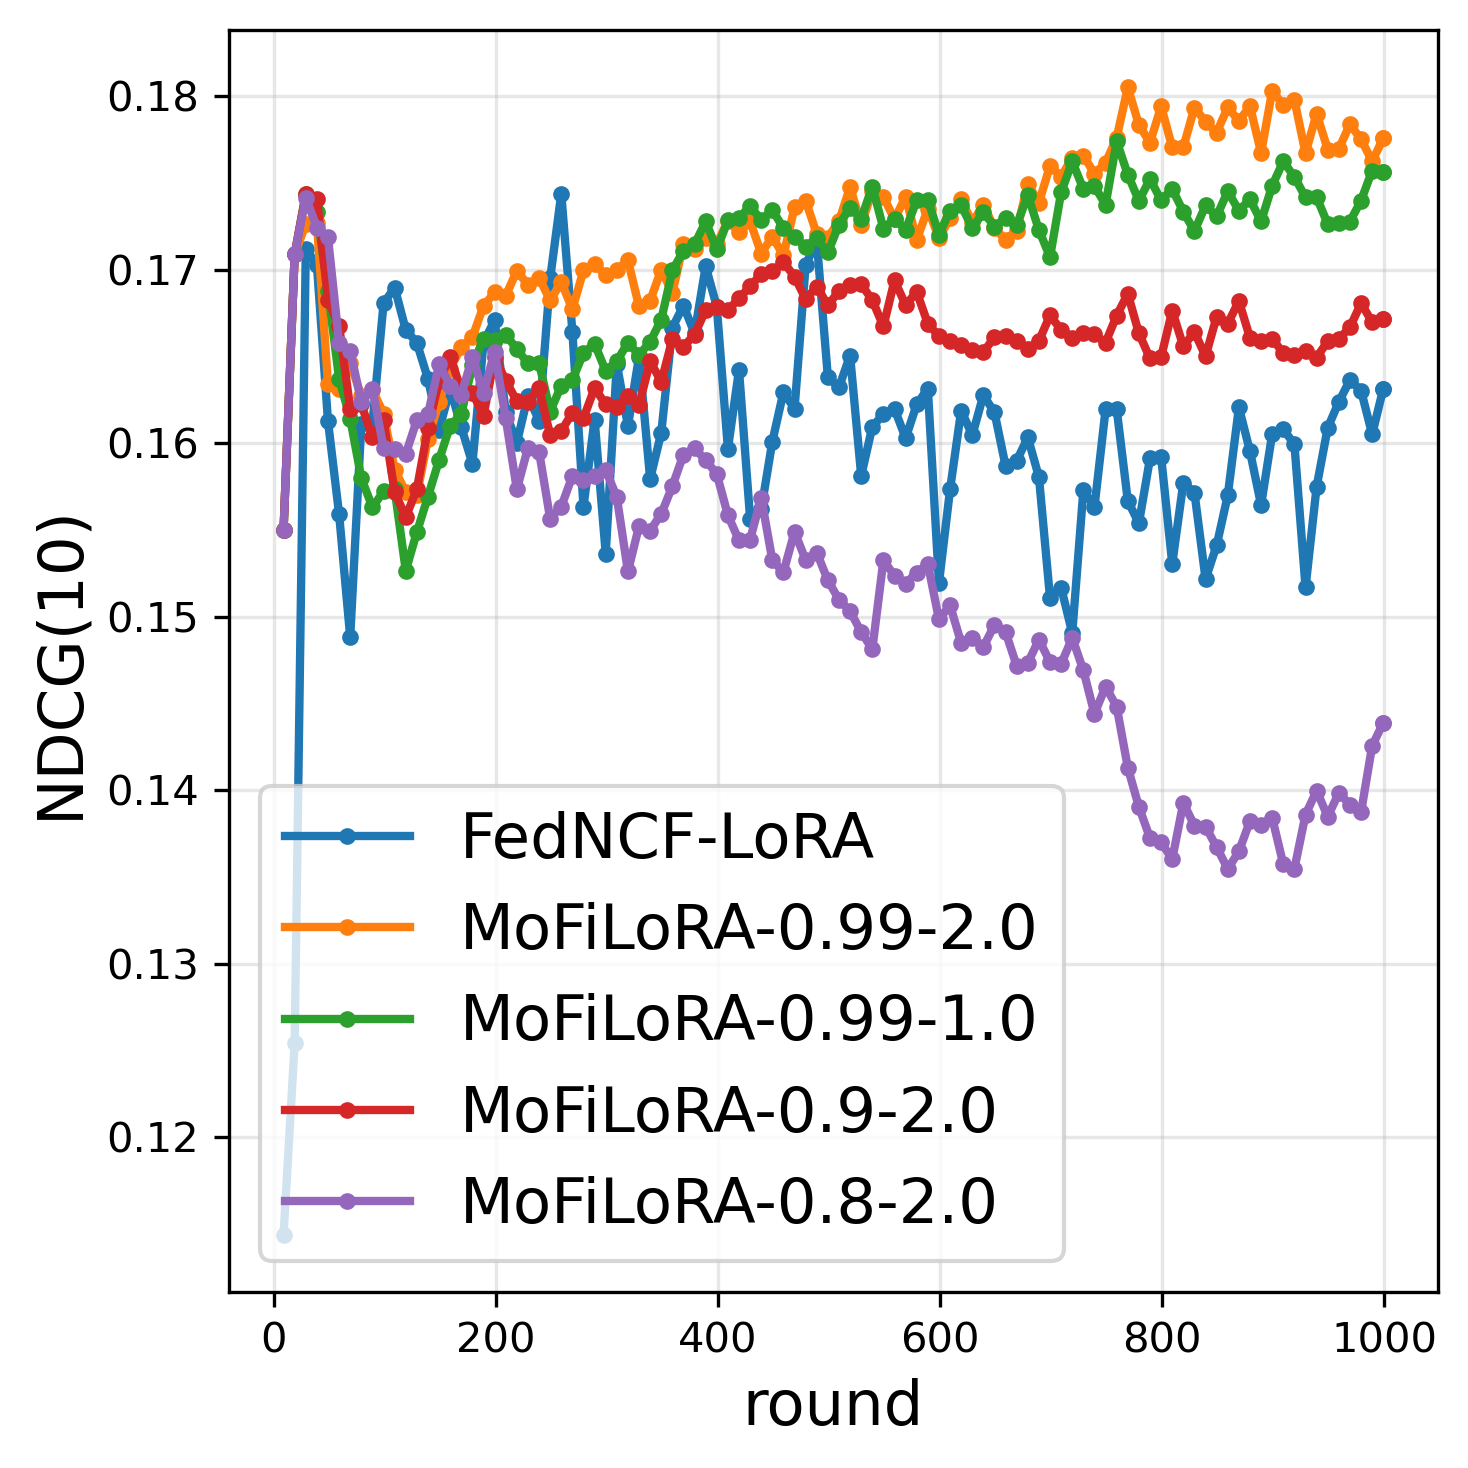 NDCG(10)
0.18
0.17
0.16
0.15
0.14
0.13
0.12
FedNCF-LoRA
MoFiLoRA-0.99-2.0
MoFiLoRA-0.99-1.0
MoFiLoRA-0.9-2.0
MoFiLoRA-0.8-2.0
0 200 400 600 800 1000
round